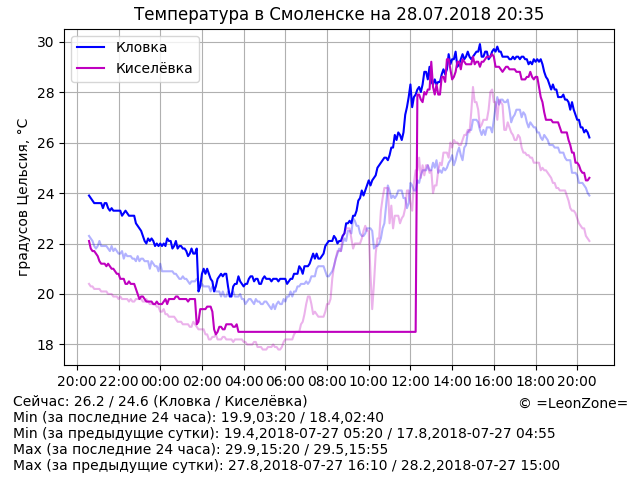 Температура в Смоленске на 28.07.2018 20:35
градусов Цельсия, °C
30
28
26
24
22
20
18
Кловка
Киселёвка
20:00 22:00 00:00 02:00 04:00 06:00 08:00 10:00 12:00 14:00 16:00 18:00 20:00
Сейчас: 26.2 / 24.6 (Кловка / Киселёвка)
© =LeonZone=
Min (за последние 24 часа): 19.9,03:20 / 18.4,02:40
Min (за предыдущие сутки): 19.4,2018-07-27 05:20 / 17.8,2018-07-27 04:55
Max (за последние 24 часа): 29.9,15:20 / 29.5,15:55
Max (за предыдущие сутки): 27.8,2018-07-27 16:10 / 28.2,2018-07-27 15:00